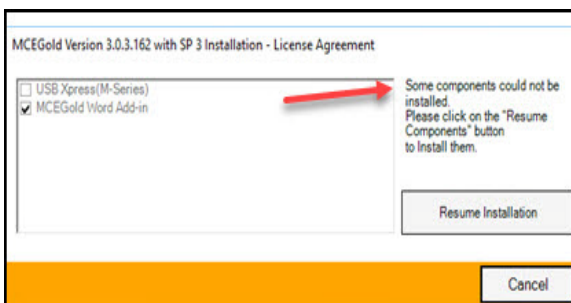 MCEGold Version 3.0.3.162 with SP 3 Installation - License Agreement
USB Xpress(M-Series)
MCEGold Word Add-in
Some components could not be
installed.
Please click on the "Resume
Components" button
to Install them.
Resume Installation
Cancel